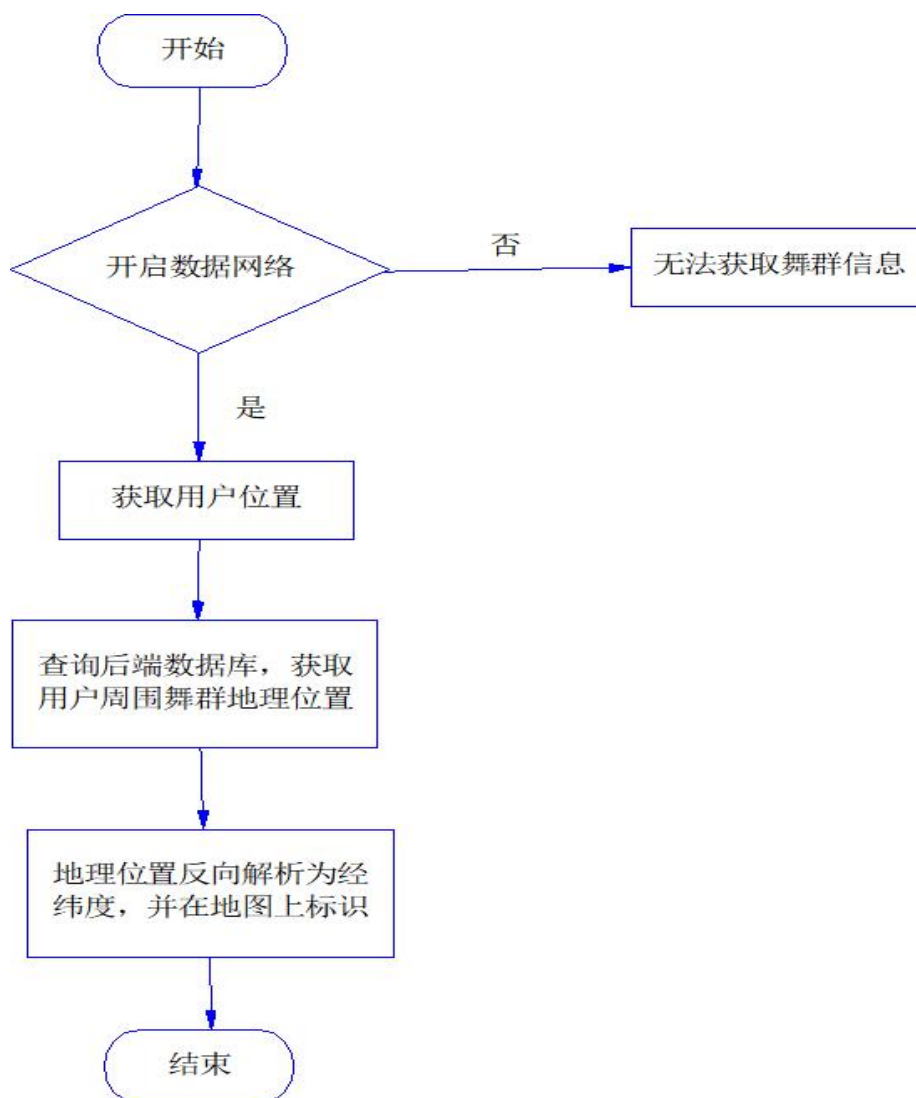 开始
开启数据网络
否
无法获取舞群信息
是
获取用户位置
查询后端数据库，获取
用户周围舞群地理位置
地理位置反向解析为经
纬度，并在地图上标识
结束